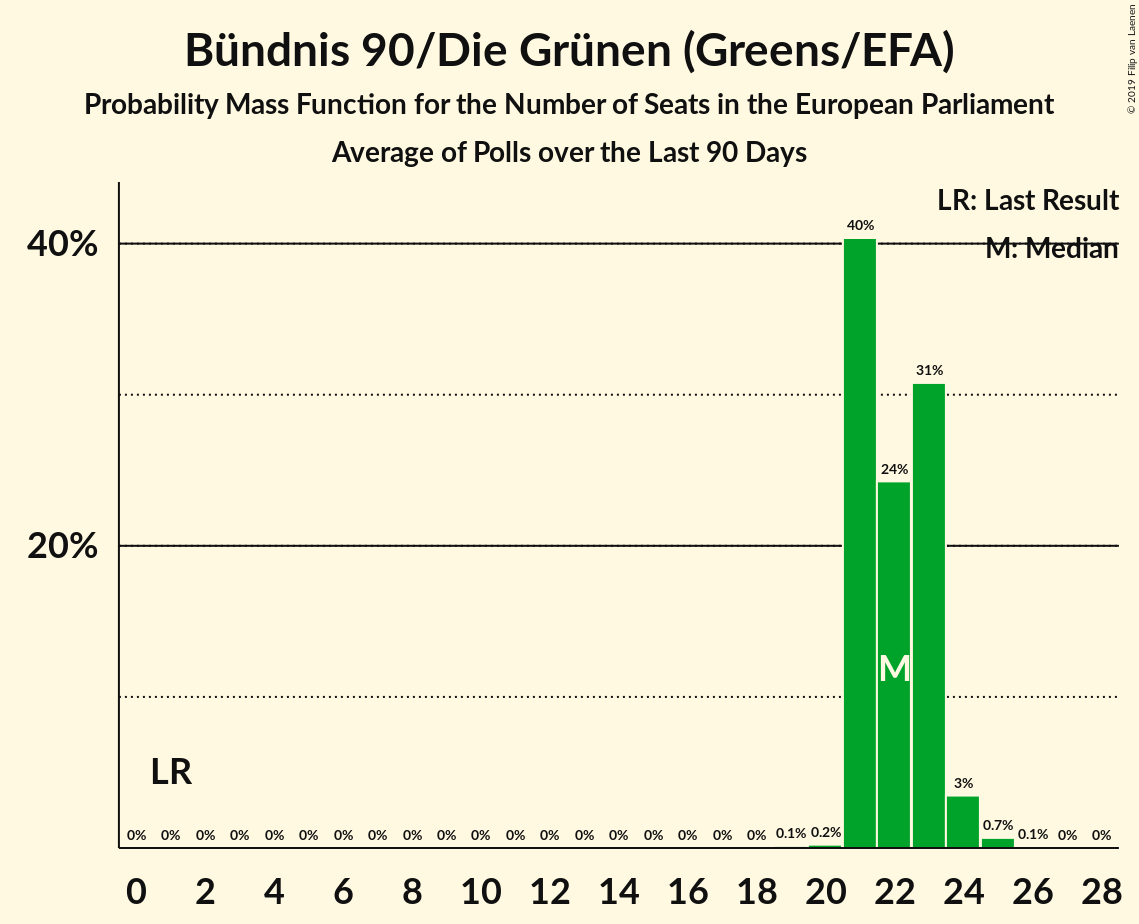 Bündnis 90/Die Grünen (Greens/EFA)
Probability Mass Function for the Number of Seats in the European Parliament
Average of Polls over the Last 90 Days
© 2019 Filip van Laenen
LR: Last Result
M: Median
40%
20%
40%
31%
24%
M
LR
3%
0% 0% 0% 0% 0% 0% 0% 0% 0% 0% 0% 0% 0% 0% 0% 0% 0% 0% 0% 0.1% 0.2% 0.7% 0.1% 0% 0%
0 2 4 6 8 10 12 14 16 18 20 22 24 26 28